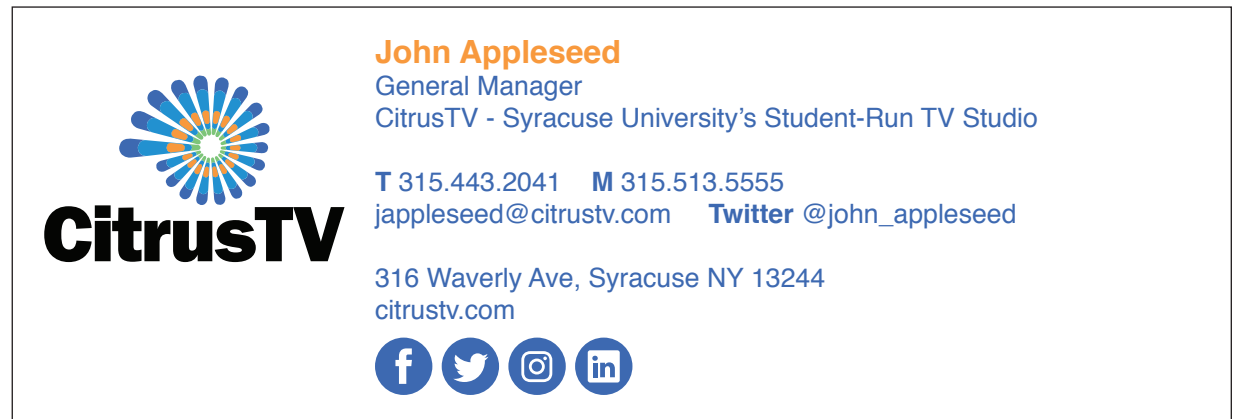 CitrusTV
John Appleseed
General Manager
CitrusTV - Syracuse University’s Student-Run TV Studio
T 315.443.2041 M 315.513.5555
jappleseed@citrustv.com Twitter @john_appleseed
316 Waverly Ave, Syracuse NY 13244
citrustv.com